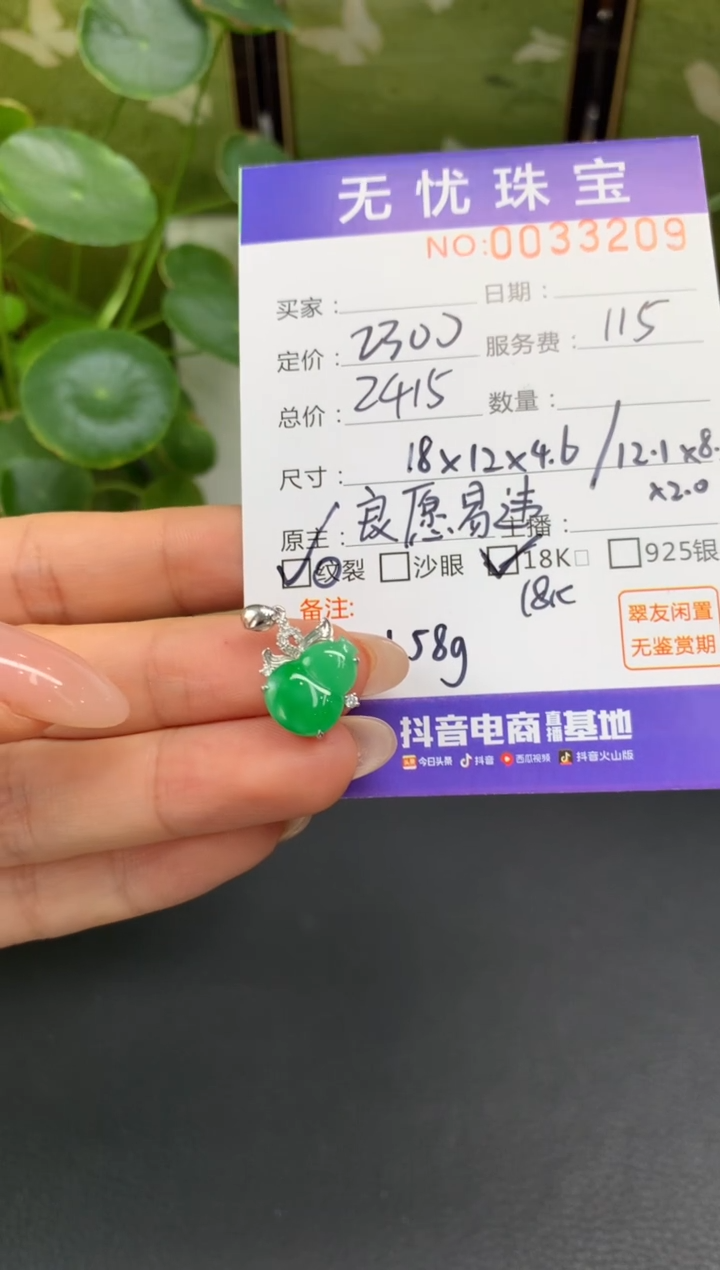 无忧珠宝
NO:0033209
买家： 日期：
定价：2300 服务费：115
总价：2415 数量：
尺寸：18x12x4.6/12.1x8.
x2.0
原主：良愿易违 主播：
纹裂 沙眼 18K 925银
18K
备注:
翠友闲置
58g
无鉴赏期
抖音电商直播基地
今日头条 抖音 西瓜视频 抖音火山版